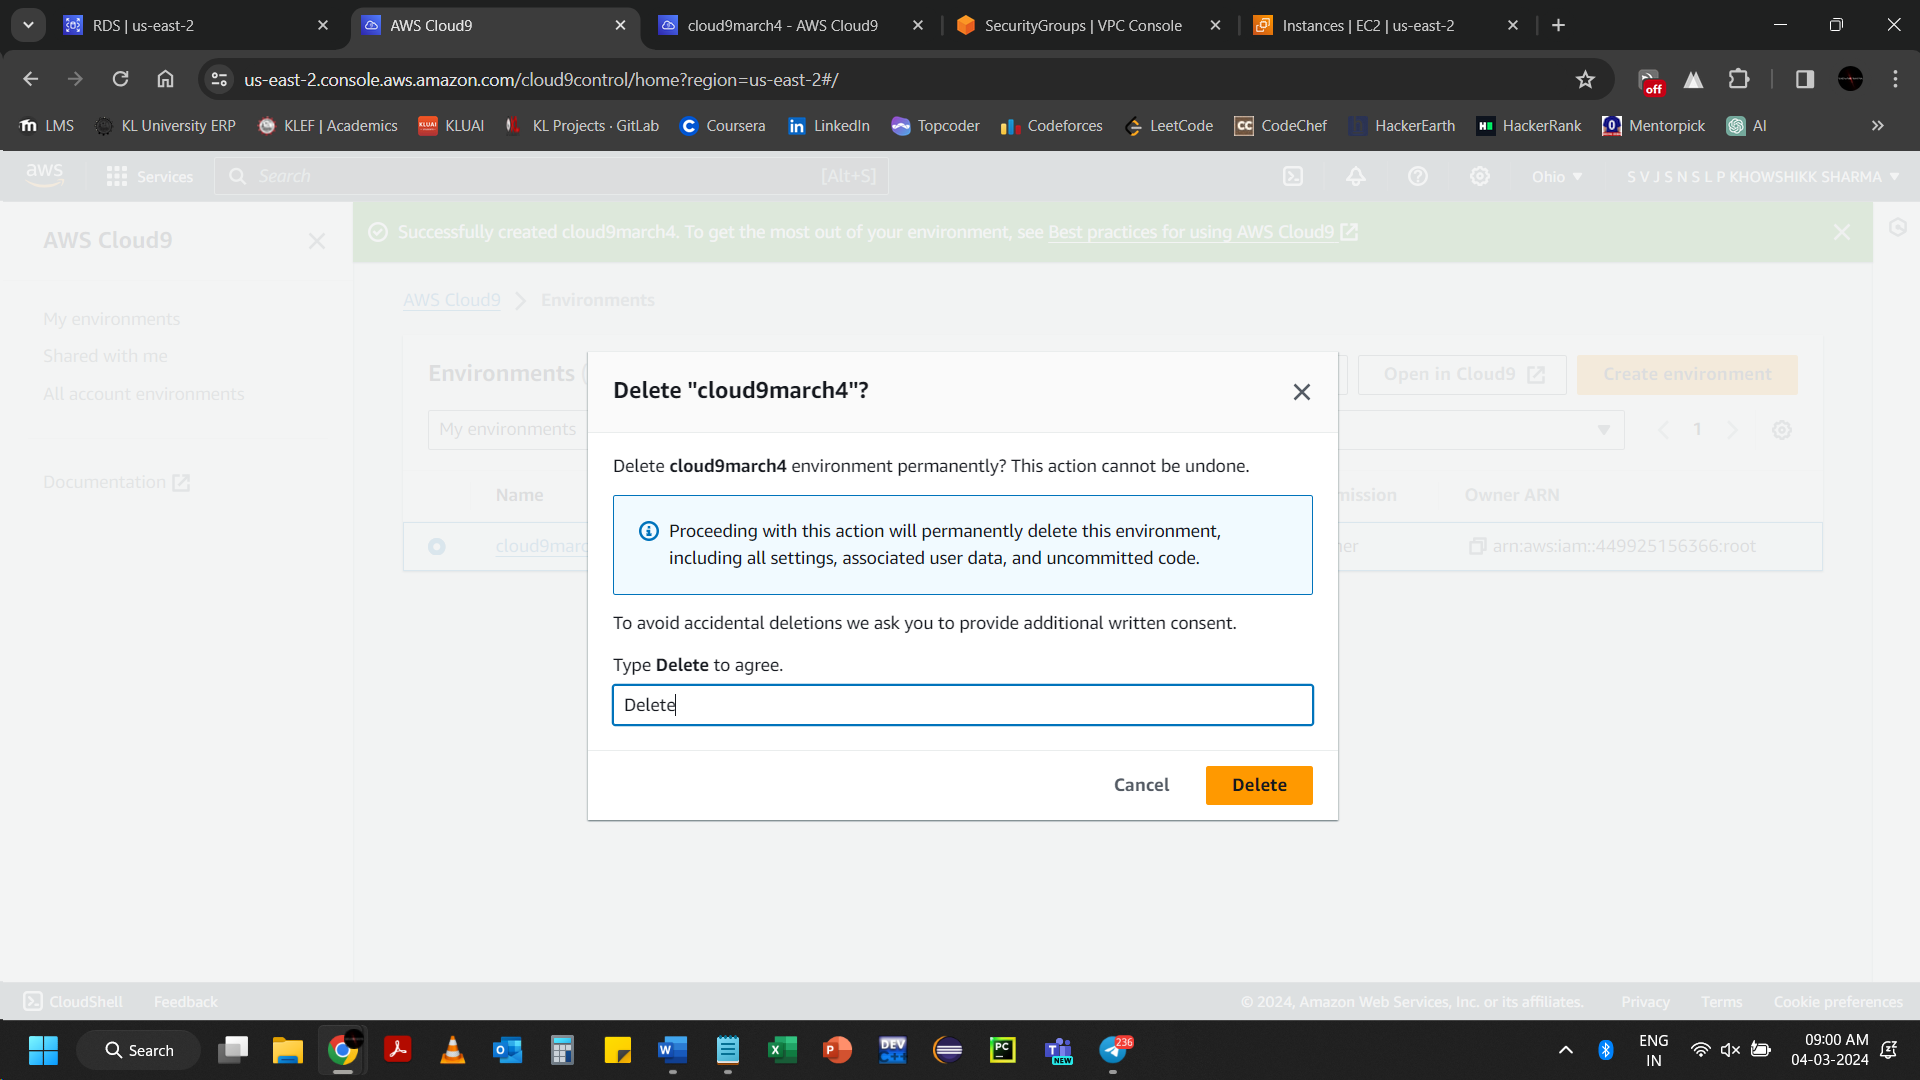 RDS | us-east-2
AWS Cloud9
cloud9march4 - AWS Cloud9
SecurityGroups | VPC Console
Instances | EC2 | us-east-2
us-east-2.console.aws.amazon.com/cloud9control/home?region=us-east-2#/
off
LMS
KL University ERP
KLEF | Academics
KLUAI
KL Projects · GitLab
Coursera
LinkedIn
Topcoder
Codeforces
LeetCode
CodeChef
HackerEarth
HackerRank
Mentorpick
AI
aws
Services
Search
[Alt+S]
Ohio
S V J S N S L P KHOWSHIKK SHARMA
AWS Cloud9
Successfully created cloud9march4. To get the most out of your environment, see Best practices for using AWS Cloud9
My environments
Shared with me
All account environments
Documentation
AWS Cloud9
Environments
Environments (
Open in Cloud9
Create environment
My environments
1
Name
mission
Owner ARN
cloud9marc
er
arn:aws:iam::449925156366:root
Delete "cloud9march4"?
Delete cloud9march4 environment permanently? This action cannot be undone.
Proceeding with this action will permanently delete this environment,
including all settings, associated user data, and uncommitted code.
To avoid accidental deletions we ask you to provide additional written consent.
Type Delete to agree.
Delete
Cancel
Delete
CloudShell
Feedback
© 2024, Amazon Web Services, Inc. or its affiliates.
Privacy
Terms
Cookie preferences
Search
DEV
PC
NEW
236
ENG
IN
09:00 AM
04-03-2024